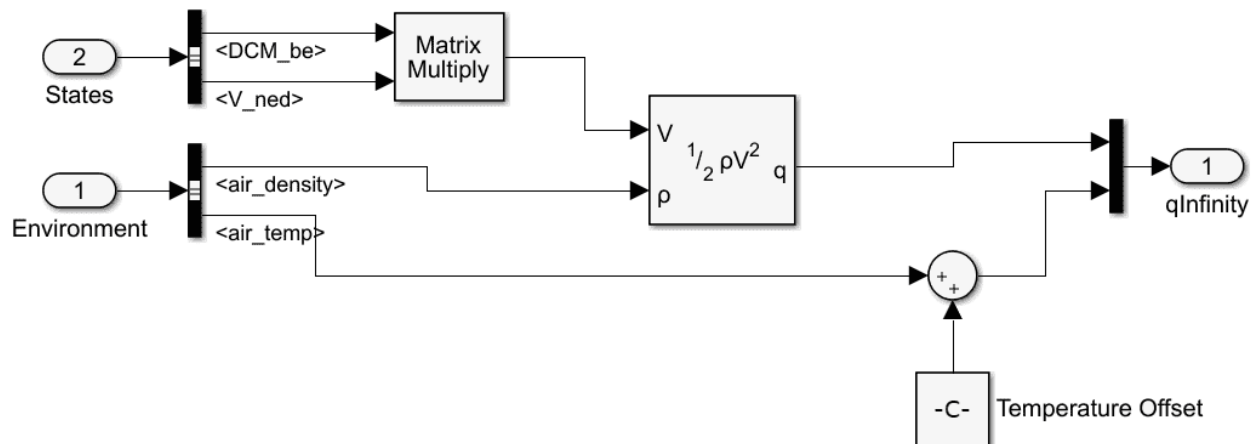 2
States
<DCM_be>
<V_ned>
Matrix
Multiply
1
Environment
<air_density>
<air_temp>
V
ρ
1/2 ρV²
q
+
+
-C-
Temperature Offset
1
qInfinity